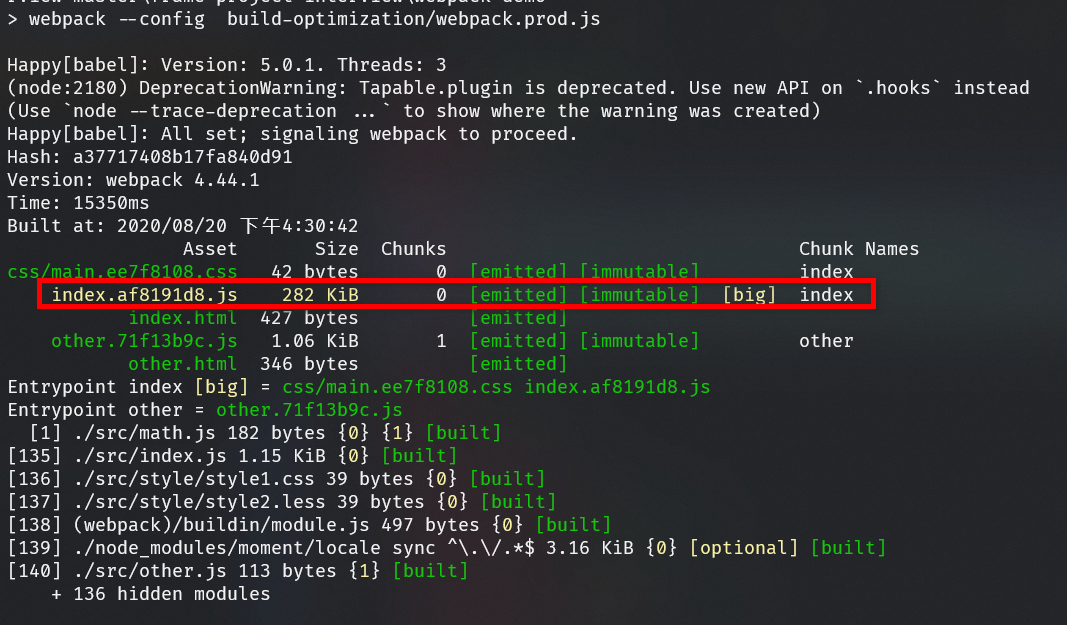 > webpack --config  build-optimization/webpack.prod.js
Happy[babel]: Version: 5.0.1. Threads: 3
(node:2180) DeprecationWarning: Tapable.plugin is deprecated. Use new API on `.hooks` instead
(Use `node --trace-deprecation ...` to show where the warning was created)
Happy[babel]: All set; signaling webpack to proceed.
Hash: a37717408b17fa840d91
Version: webpack 4.44.1
Time: 15350ms
Built at: 2020/08/20 下午4:30:42
Asset Size Chunks Chunk Names
css/main.ee7f8108.css 42 bytes 0 [emitted] [immutable] index
index.af8191d8.js 282 KiB 0 [emitted] [immutable] [big] index
index.html 427 bytes [emitted]
other.71f13b9c.js 1.06 KiB 1 [emitted] [immutable] other
other.html 346 bytes [emitted]
Entrypoint index [big] = css/main.ee7f8108.css index.af8191d8.js
Entrypoint other = other.71f13b9c.js
[1] ./src/math.js 182 bytes {0} {1} [built]
[135] ./src/index.js 1.15 KiB {0} [built]
[136] ./src/style/style1.css 39 bytes {0} [built]
[137] ./src/style/style2.less 39 bytes {0} [built]
[138] (webpack)/buildin/module.js 497 bytes {0} [built]
[139] ./node_modules/moment/locale sync ^\.\/.*$ 3.16 KiB {0} [optional] [built]
[140] ./src/other.js 113 bytes {1} [built]
+ 136 hidden modules